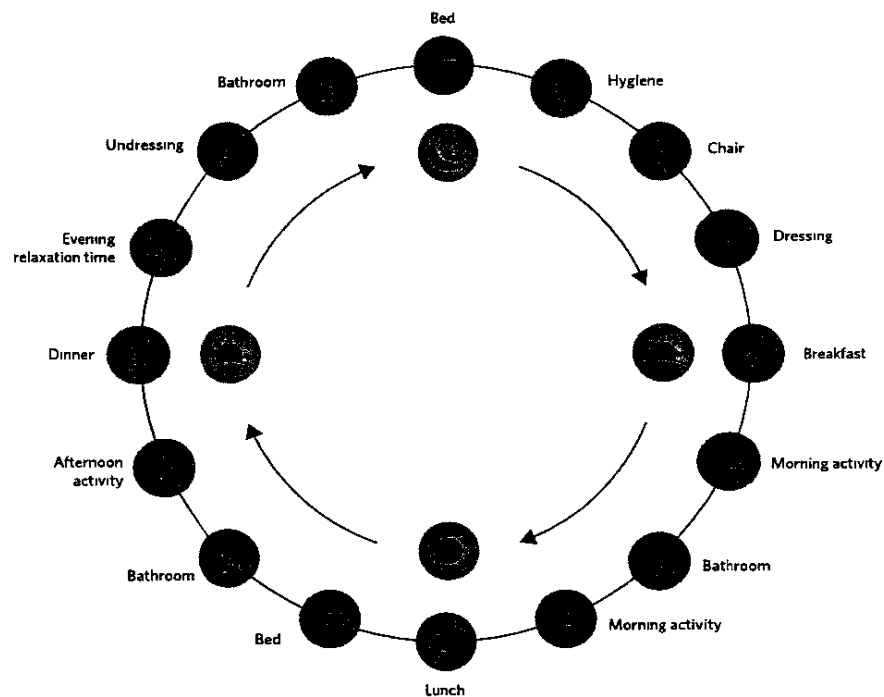 Bed
Hyglene
Chair
Dressing
Breakfast
Morning activity
Bathroom
Morning activity
Lunch
Bed
Bathroom
Afternoon
activity
Dinner
Evening
relaxation time
Undressing
Bathroom